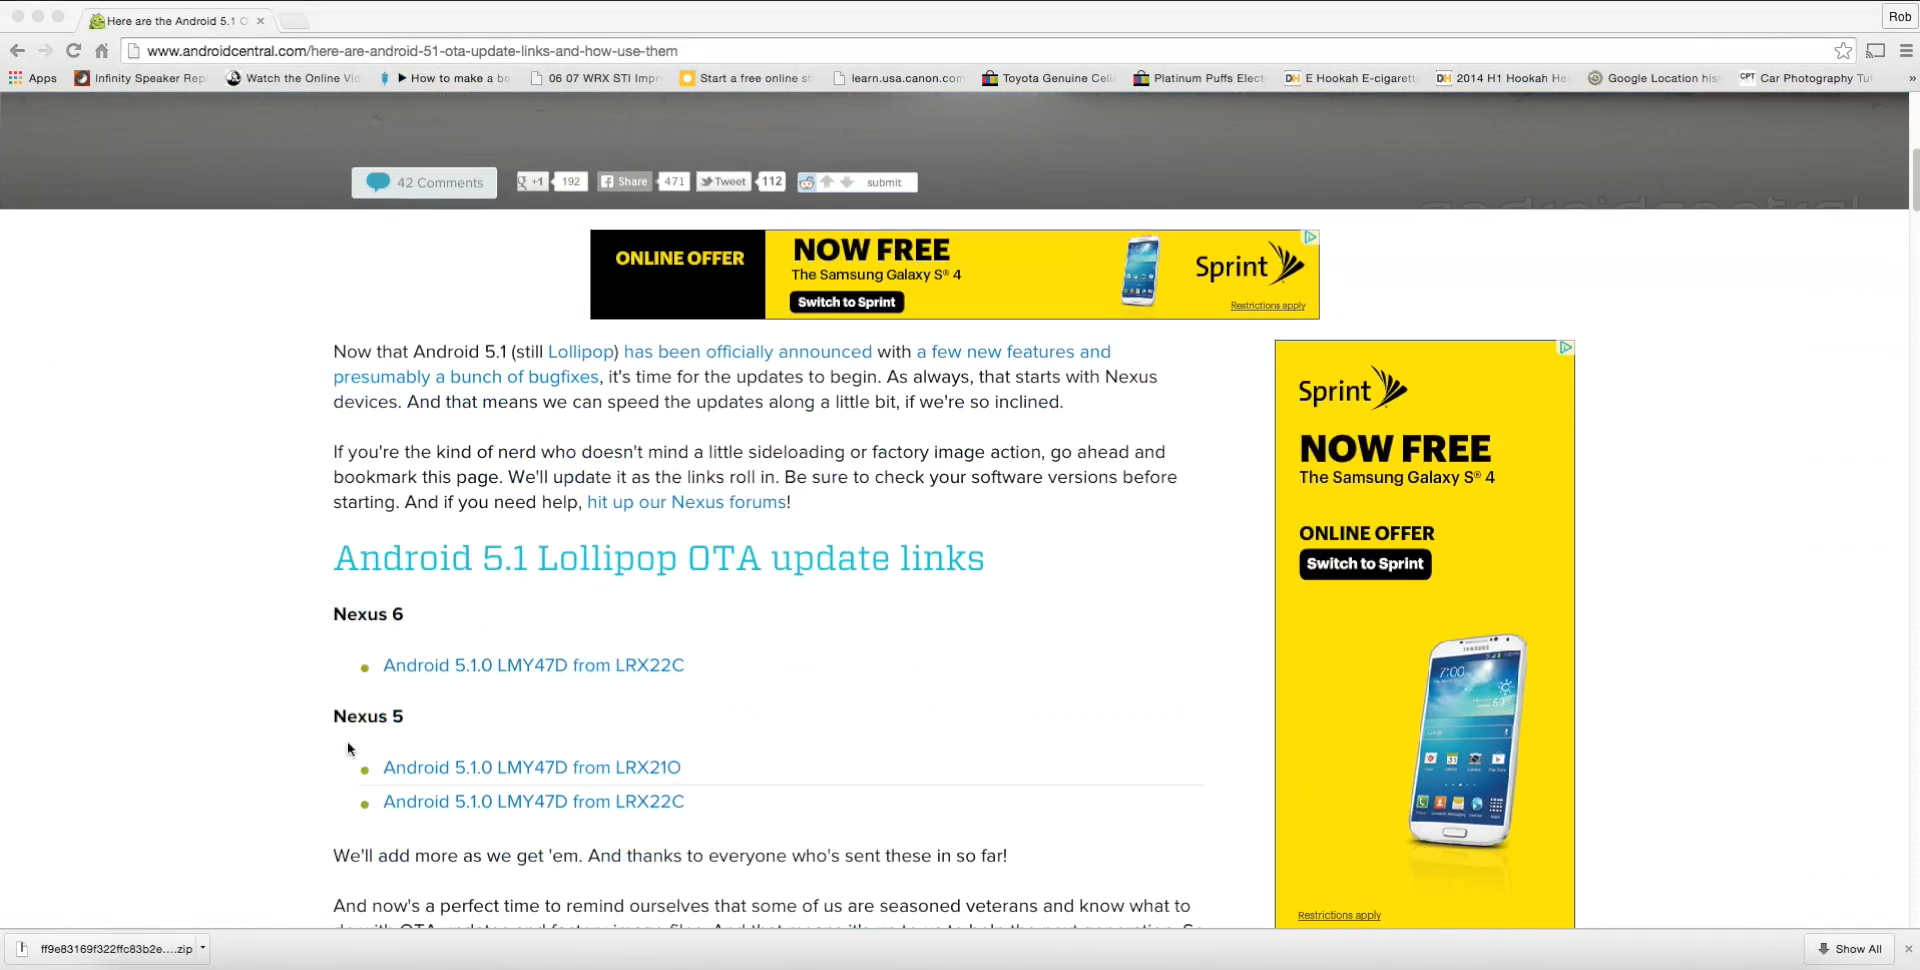 Here are the Android 5.1 O
Rob
www.androidcentral.com/here-are-android-51-ota-update-links-and-how-use-them
Apps
Infinity Speaker Rep
Watch the Online Vi
How to make a bo
06 07 WRX STI Impr
Start a free online st
learn.usa.canon.com
Toyota Genuine Celi
Platinum Puffs Elect
E Hookah E-cigarett
2014 H1 Hookah He
Google Location his
CPT Car Photography Tut
»
42 Comments
+1 192
Share 471
Tweet 112
submit
androidcentral
ONLINE OFFER
NOW FREE
The Samsung Galaxy S® 4
Switch to Sprint
Sprint
Restrictions apply
Now that Android 5.1 (still Lollipop) has been officially announced with a few new features and
presumably a bunch of bugfixes, it's time for the updates to begin. As always, that starts with Nexus
devices. And that means we can speed the updates along a little bit, if we're so inclined.
If you're the kind of nerd who doesn't mind a little sideloading or factory image action, go ahead and
bookmark this page. We'll update it as the links roll in. Be sure to check your software versions before
starting. And if you need help, hit up our Nexus forums!
Android 5.1 Lollipop OTA update links
Nexus 6
Android 5.1.0 LMY47D from LRX22C
Nexus 5
Android 5.1.0 LMY47D from LRX21O
Android 5.1.0 LMY47D from LRX22C
We'll add more as we get 'em. And thanks to everyone who's sent these in so far!
And now's a perfect time to remind ourselves that some of us are seasoned veterans and know what to
Sprint
NOW FREE
The Samsung Galaxy S® 4
ONLINE OFFER
Switch to Sprint
SAMSUNG
7:00
Restrictions apply
ff9e83169f322ffc83b2e....zip
Show All